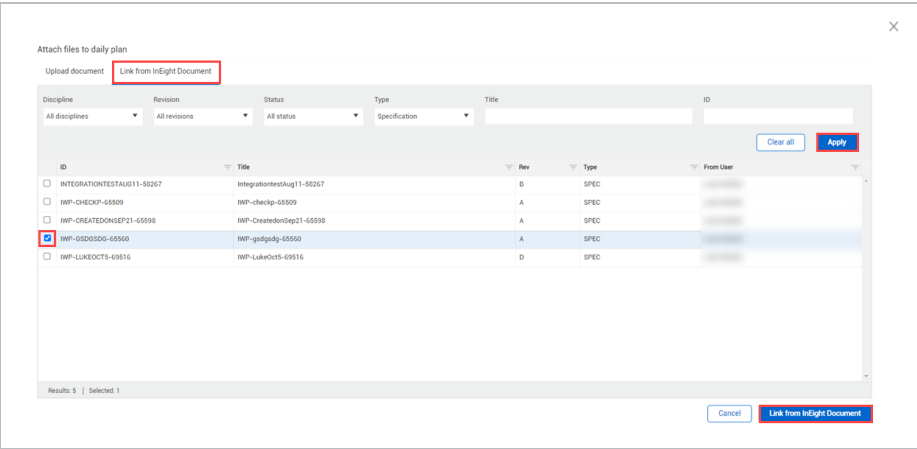 Attach files to daily plan
Upload document Link from InEight Document
Discipline Revision Status Type Title ID
All disciplines All revisions All status Specification
Clear all Apply
ID Title Rev Type From User
INTEGRATIONTESTAUG11-58267 IntegrationtestAug11-58267 B SPEC
IWP-CHECKP-65509 IWP-checkp-65509 A SPEC
IWP-CREATEDONSEP21-65598 IWP-CreatedonSep21-65598 A SPEC
IWP-GSDGSDG-65560 IWP-gsdgsdg-65560 A SPEC
IWP-LUKEOCT5-69516 IWP-LukeOct5-69516 D SPEC
Results: 5 | Selected: 1
Cancel Link from InEight Document